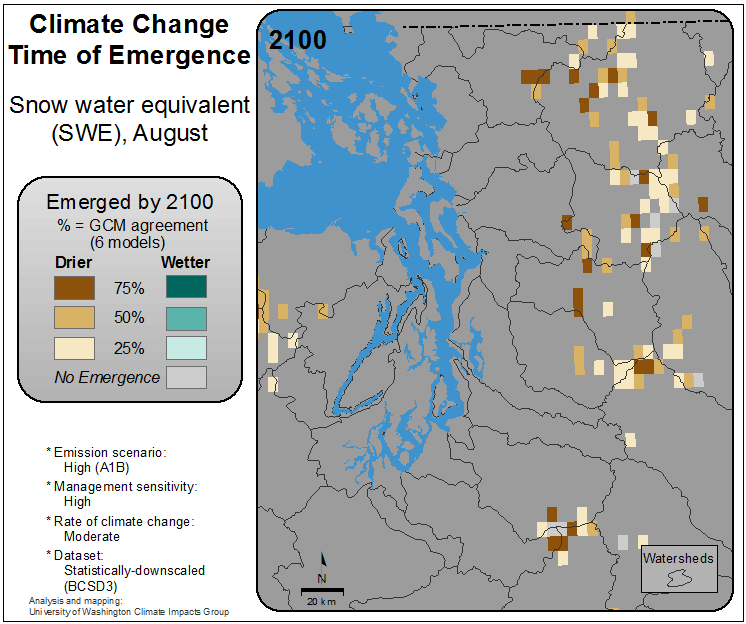 Climate Change
Time of Emergence
Snow water equivalent
(SWE), August
Emerged by 2100
% = GCM agreement
(6 models)
Drier Wetter
75%
50%
25%
No Emergence
* Emission scenario:
High (A1B)
* Management sensitivity:
High
* Rate of climate change:
Moderate
* Dataset:
Statistically-downscaled
(BCSD3)
Analysis and mapping:
University of Washington Climate Impacts Group
2100
N
20 km
Watersheds